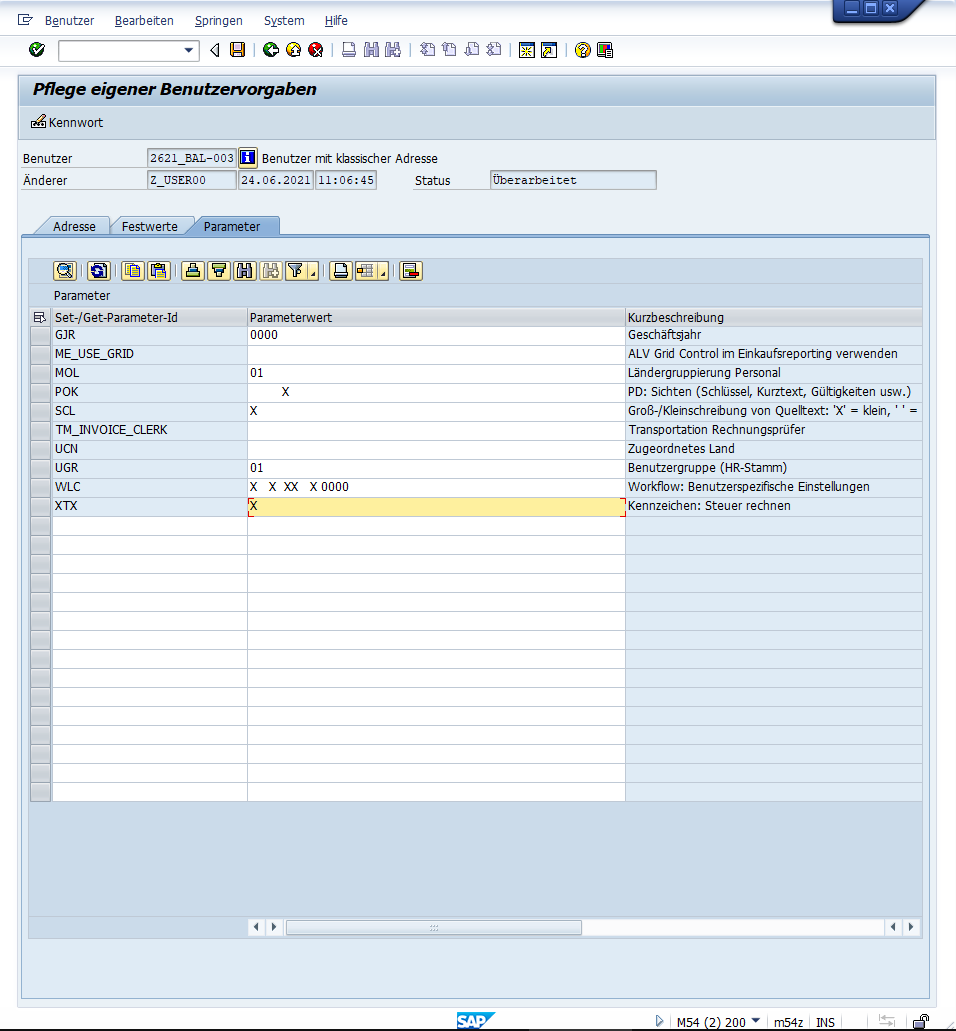 Benutzer Bearbeiten Springen System Hilfe
Pflege eigener Benutzervorgaben
Kennwort
Benutzer 2621_BAL-003 Benutzer mit klassischer Adresse
Änderer Z_USER00 24.06.2021 11:06:45 Status Überarbeitet
Adresse Festwerte Parameter
Parameter
Set-/Get-Parameter-Id Parameterwert Kurzbeschreibung
GJR 0000 Geschäftsjahr
ME_USE_GRID ALV Grid Control im Einkaufsreporting verwenden
MOL 01 Ländergruppierung Personal
POK X PD: Sichten (Schlüssel, Kurztext, Gültigkeiten usw.)
SCL X Groß-/Kleinschreibung von Quelltext: 'X' = klein, ' ' =
TM_INVOICE_CLERK Transportation Rechnungsprüfer
UCN Zugeordnetes Land
UGR 01 Benutzergruppe (HR-Stamm)
WLC X X XX X 0000 Workflow: Benutzerspezifische Einstellungen
XTX X Kennzeichen: Steuer rechnen
SAP M54 (2) 200 m54z INS